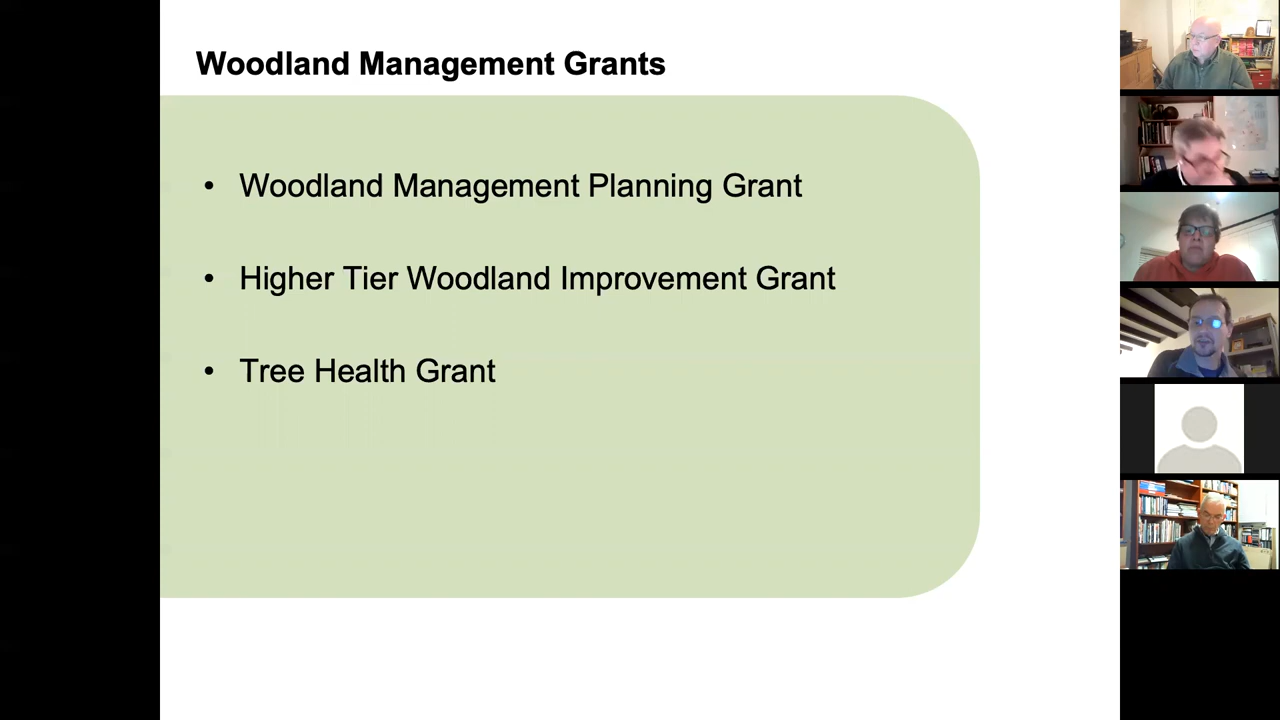 Woodland Management Grants
• Woodland Management Planning Grant
• Higher Tier Woodland Improvement Grant
• Tree Health Grant